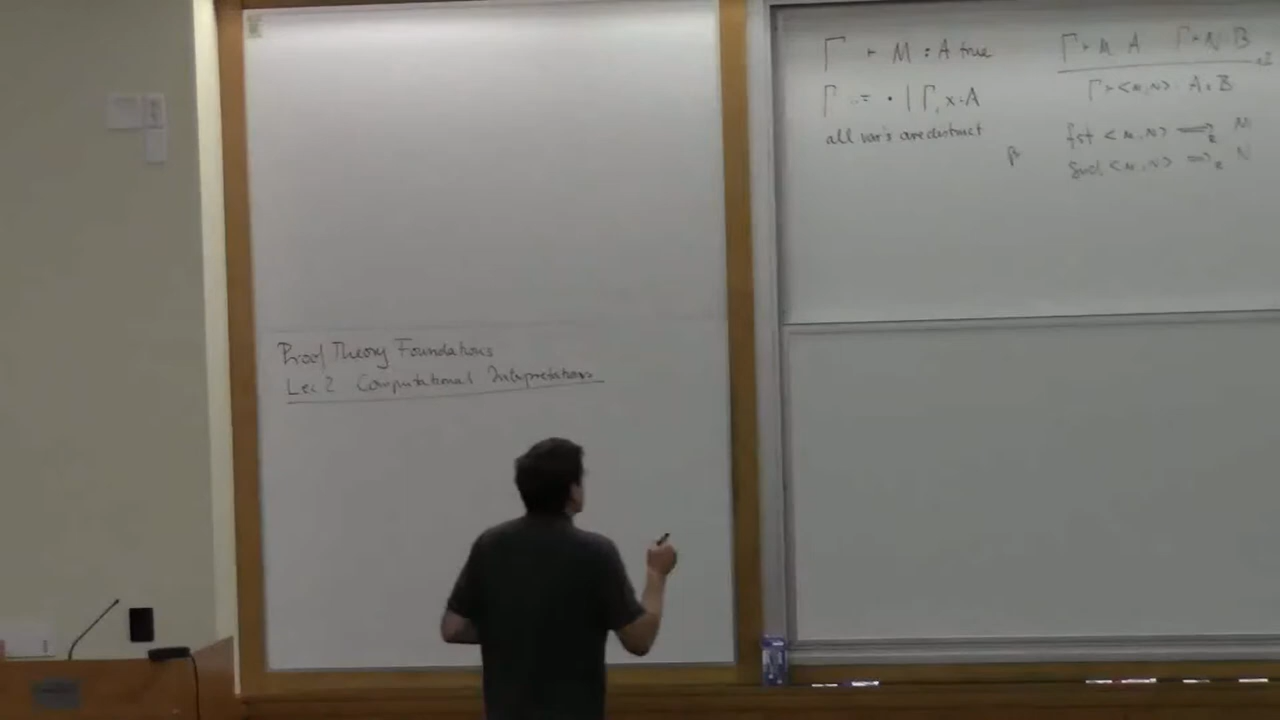 Proof Theory Foundations
Lec 2 Computational Interpretations
Γ ⊢ M : A true
Γ ::= · | Γ, x:A
all var's are distinct
Γ ⊢ M : A Γ ⊢ N : B
∧I
Γ ⊢ <M, N> : A ∧ B
fst <M, N> ⟹R M
β
snd <M, N> ⟹R N